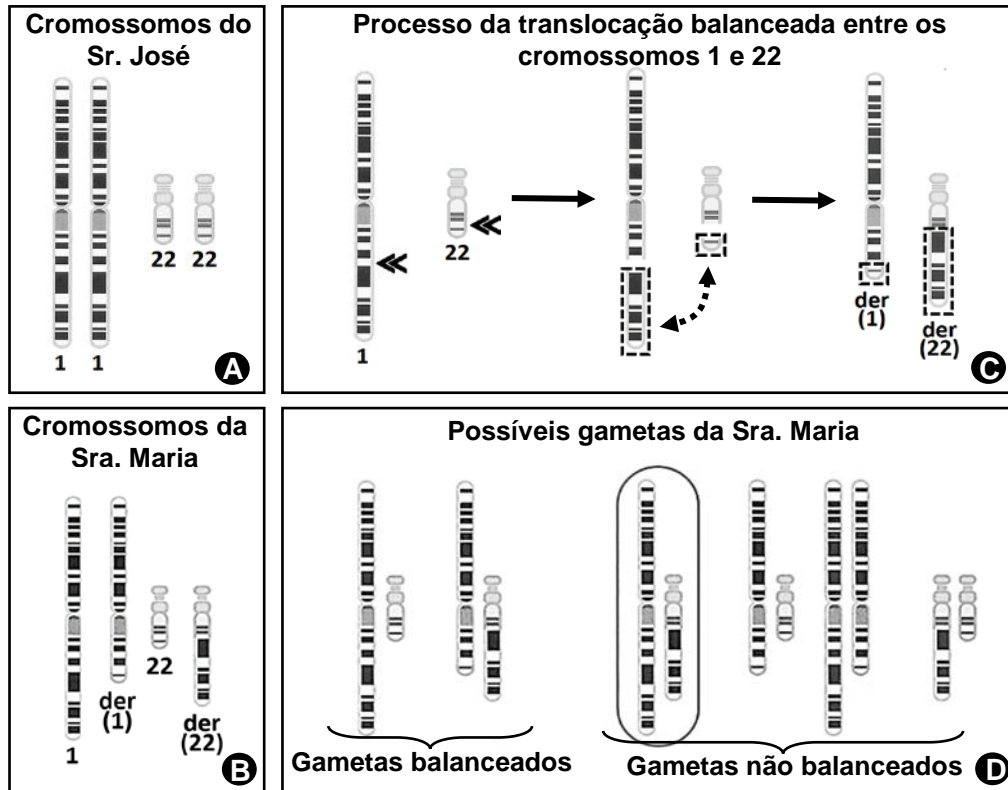 Cromossomos do
Sr. José
1 1
22 22
A
Processo da translocação balanceada entre os
cromossomos 1 e 22
1
22
der
(1)
der
(22)
C
Cromossomos da
Sra. Maria
1
der
(1)
22
der
(22)
B
Possíveis gametas da Sra. Maria
Gametas balanceados
Gametas não balanceados
D